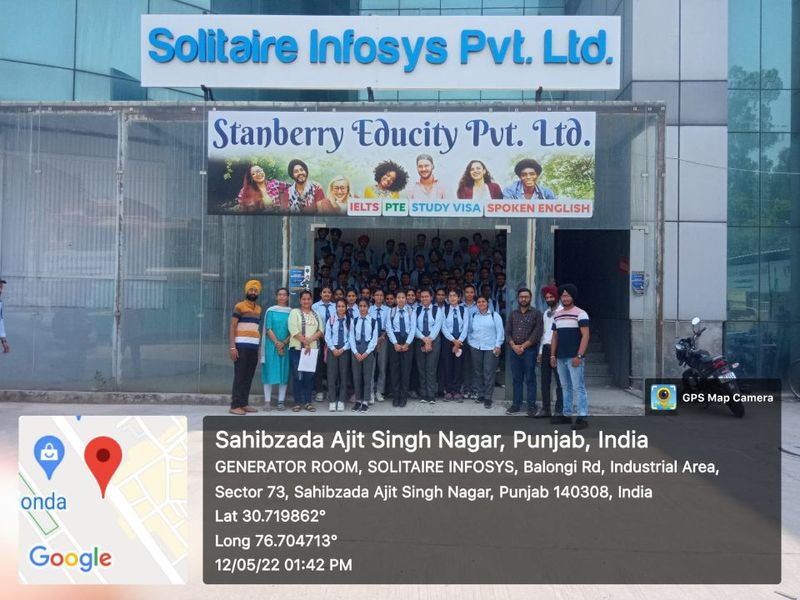 Solitaire Infosys Pvt. Ltd.
Stanberry Educity Pvt. Ltd.
IELTS PTE STUDY VISA SPOKEN ENGLISH
GPS Map Camera
onda
Google
Sahibzada Ajit Singh Nagar, Punjab, India
GENERATOR ROOM, SOLITAIRE INFOSYS, Balongi Rd, Industrial Area,
Sector 73, Sahibzada Ajit Singh Nagar, Punjab 140308, India
Lat 30.719862°
Long 76.704713°
12/05/22 01:42 PM